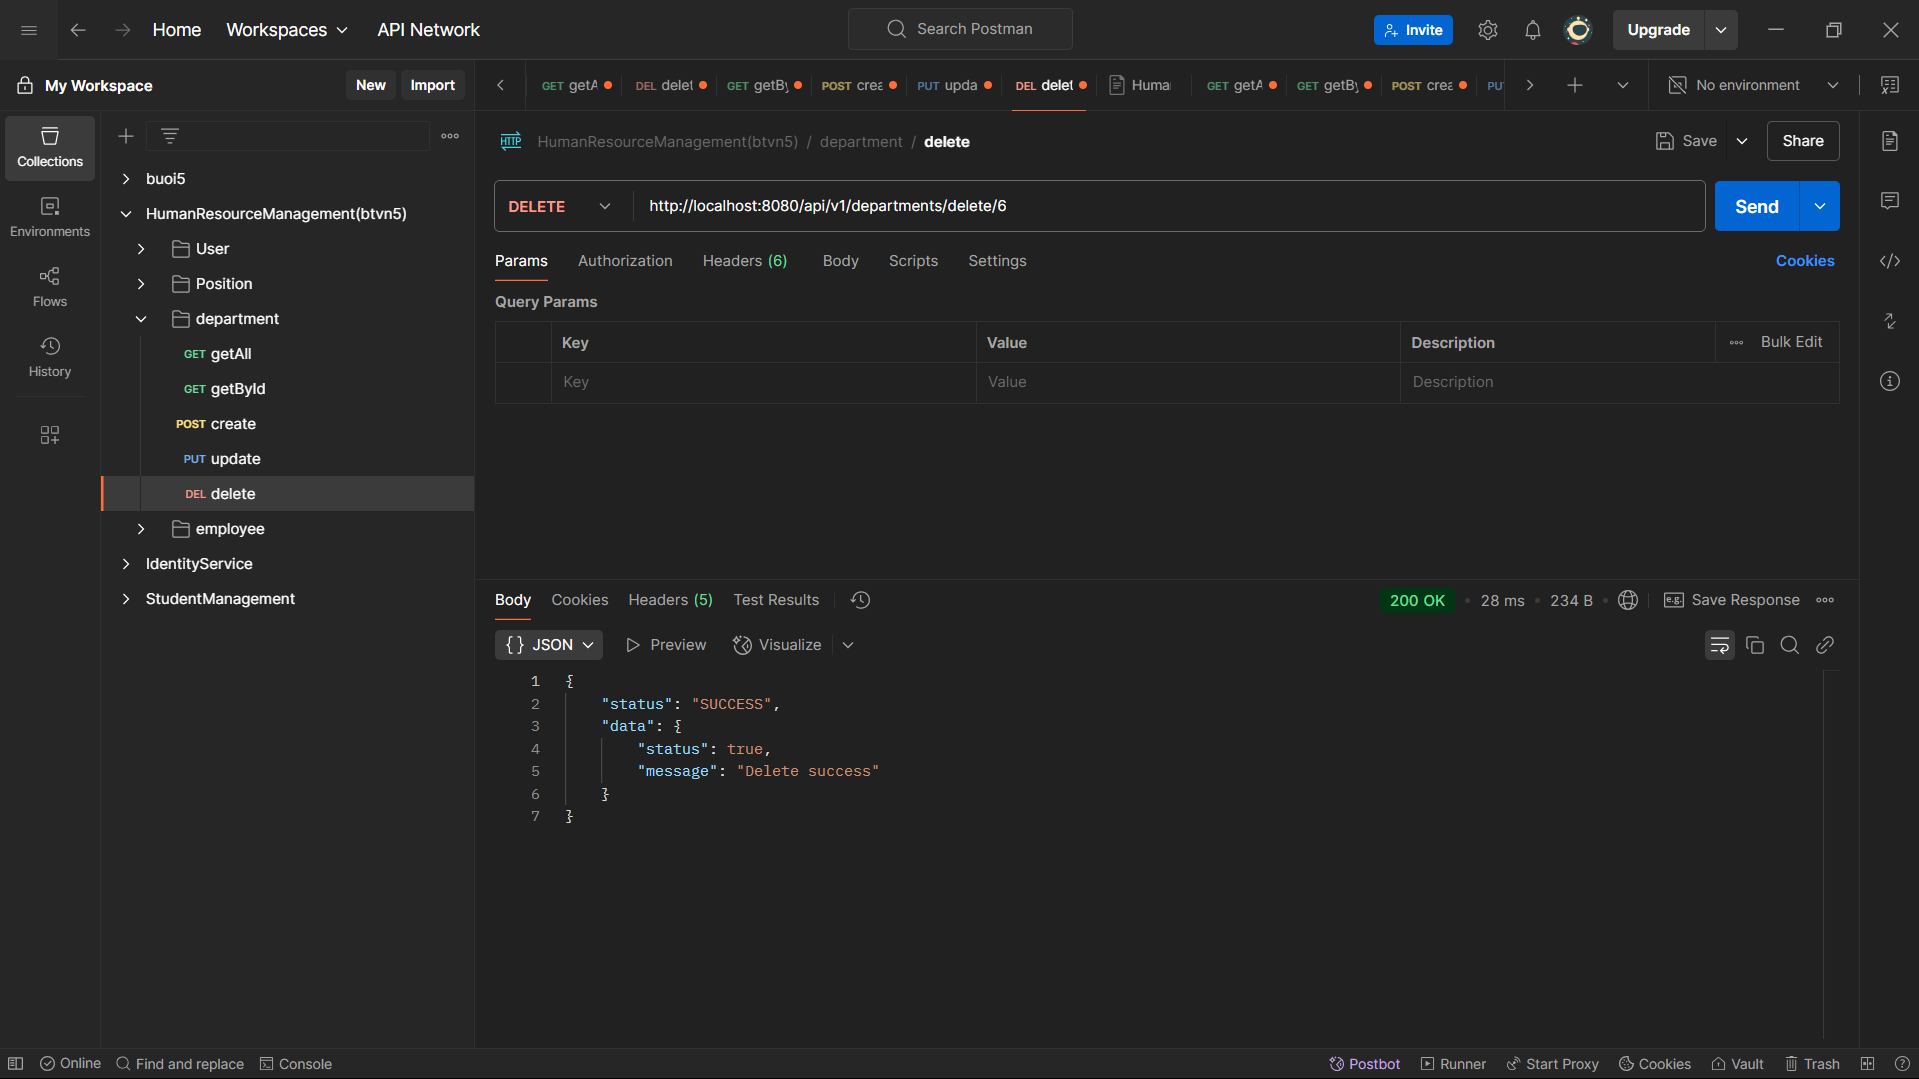 Home Workspaces API Network Search Postman Invite Upgrade
My Workspace New Import GET getA DEL delet GET getBy POST crea PUT upda DEL delet Huma GET getA GET getBy POST crea PU No environment
Collections
Environments
Flows
History
buoi5
HumanResourceManagement(btvn5)
User
Position
department
GET getAll
GET getById
POST create
PUT update
DEL delete
employee
IdentityService
StudentManagement
HTTP HumanResourceManagement(btvn5) / department / delete Save Share
DELETE http://localhost:8080/api/v1/departments/delete/6 Send
Params Authorization Headers (6) Body Scripts Settings Cookies
Query Params
Key Value Description Bulk Edit
Key Value Description
Body Cookies Headers (5) Test Results 200 OK 28 ms 234 B e.g. Save Response
{} JSON Preview Visualize
1 {
2 "status": "SUCCESS",
3 "data": {
4 "status": true,
5 "message": "Delete success"
6 }
7 }
Online Find and replace Console Postbot Runner Start Proxy Cookies Vault Trash